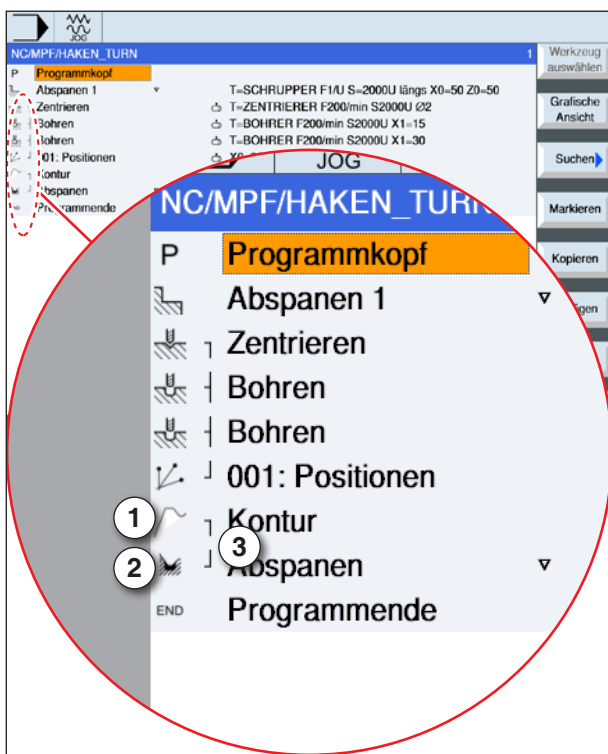 JOG
NC/MPF/HAKEN_TURN 1
P Programmkopf
Abspanen 1 T=SCHRUPPER F1/U S=2000U längs X0=50 Z0=50
Zentrieren T=ZENTRIERER F200/min S2000U Ø2
Bohren T=BOHRER F200/min S2000U X1=15
Bohren T=BOHRER F200/min S2000U X1=30
001: Positionen
Kontur
Abspanen
Programmende
Werkzeug
auswählen
Grafische
Ansicht
Suchen
Markieren
Kopieren
JOG
NC/MPF/HAKEN_TURN
P Programmkopf
Abspanen 1
Zentrieren
Bohren
Bohren
001: Positionen
1 Kontur
3
2 Abspanen
END Programmende